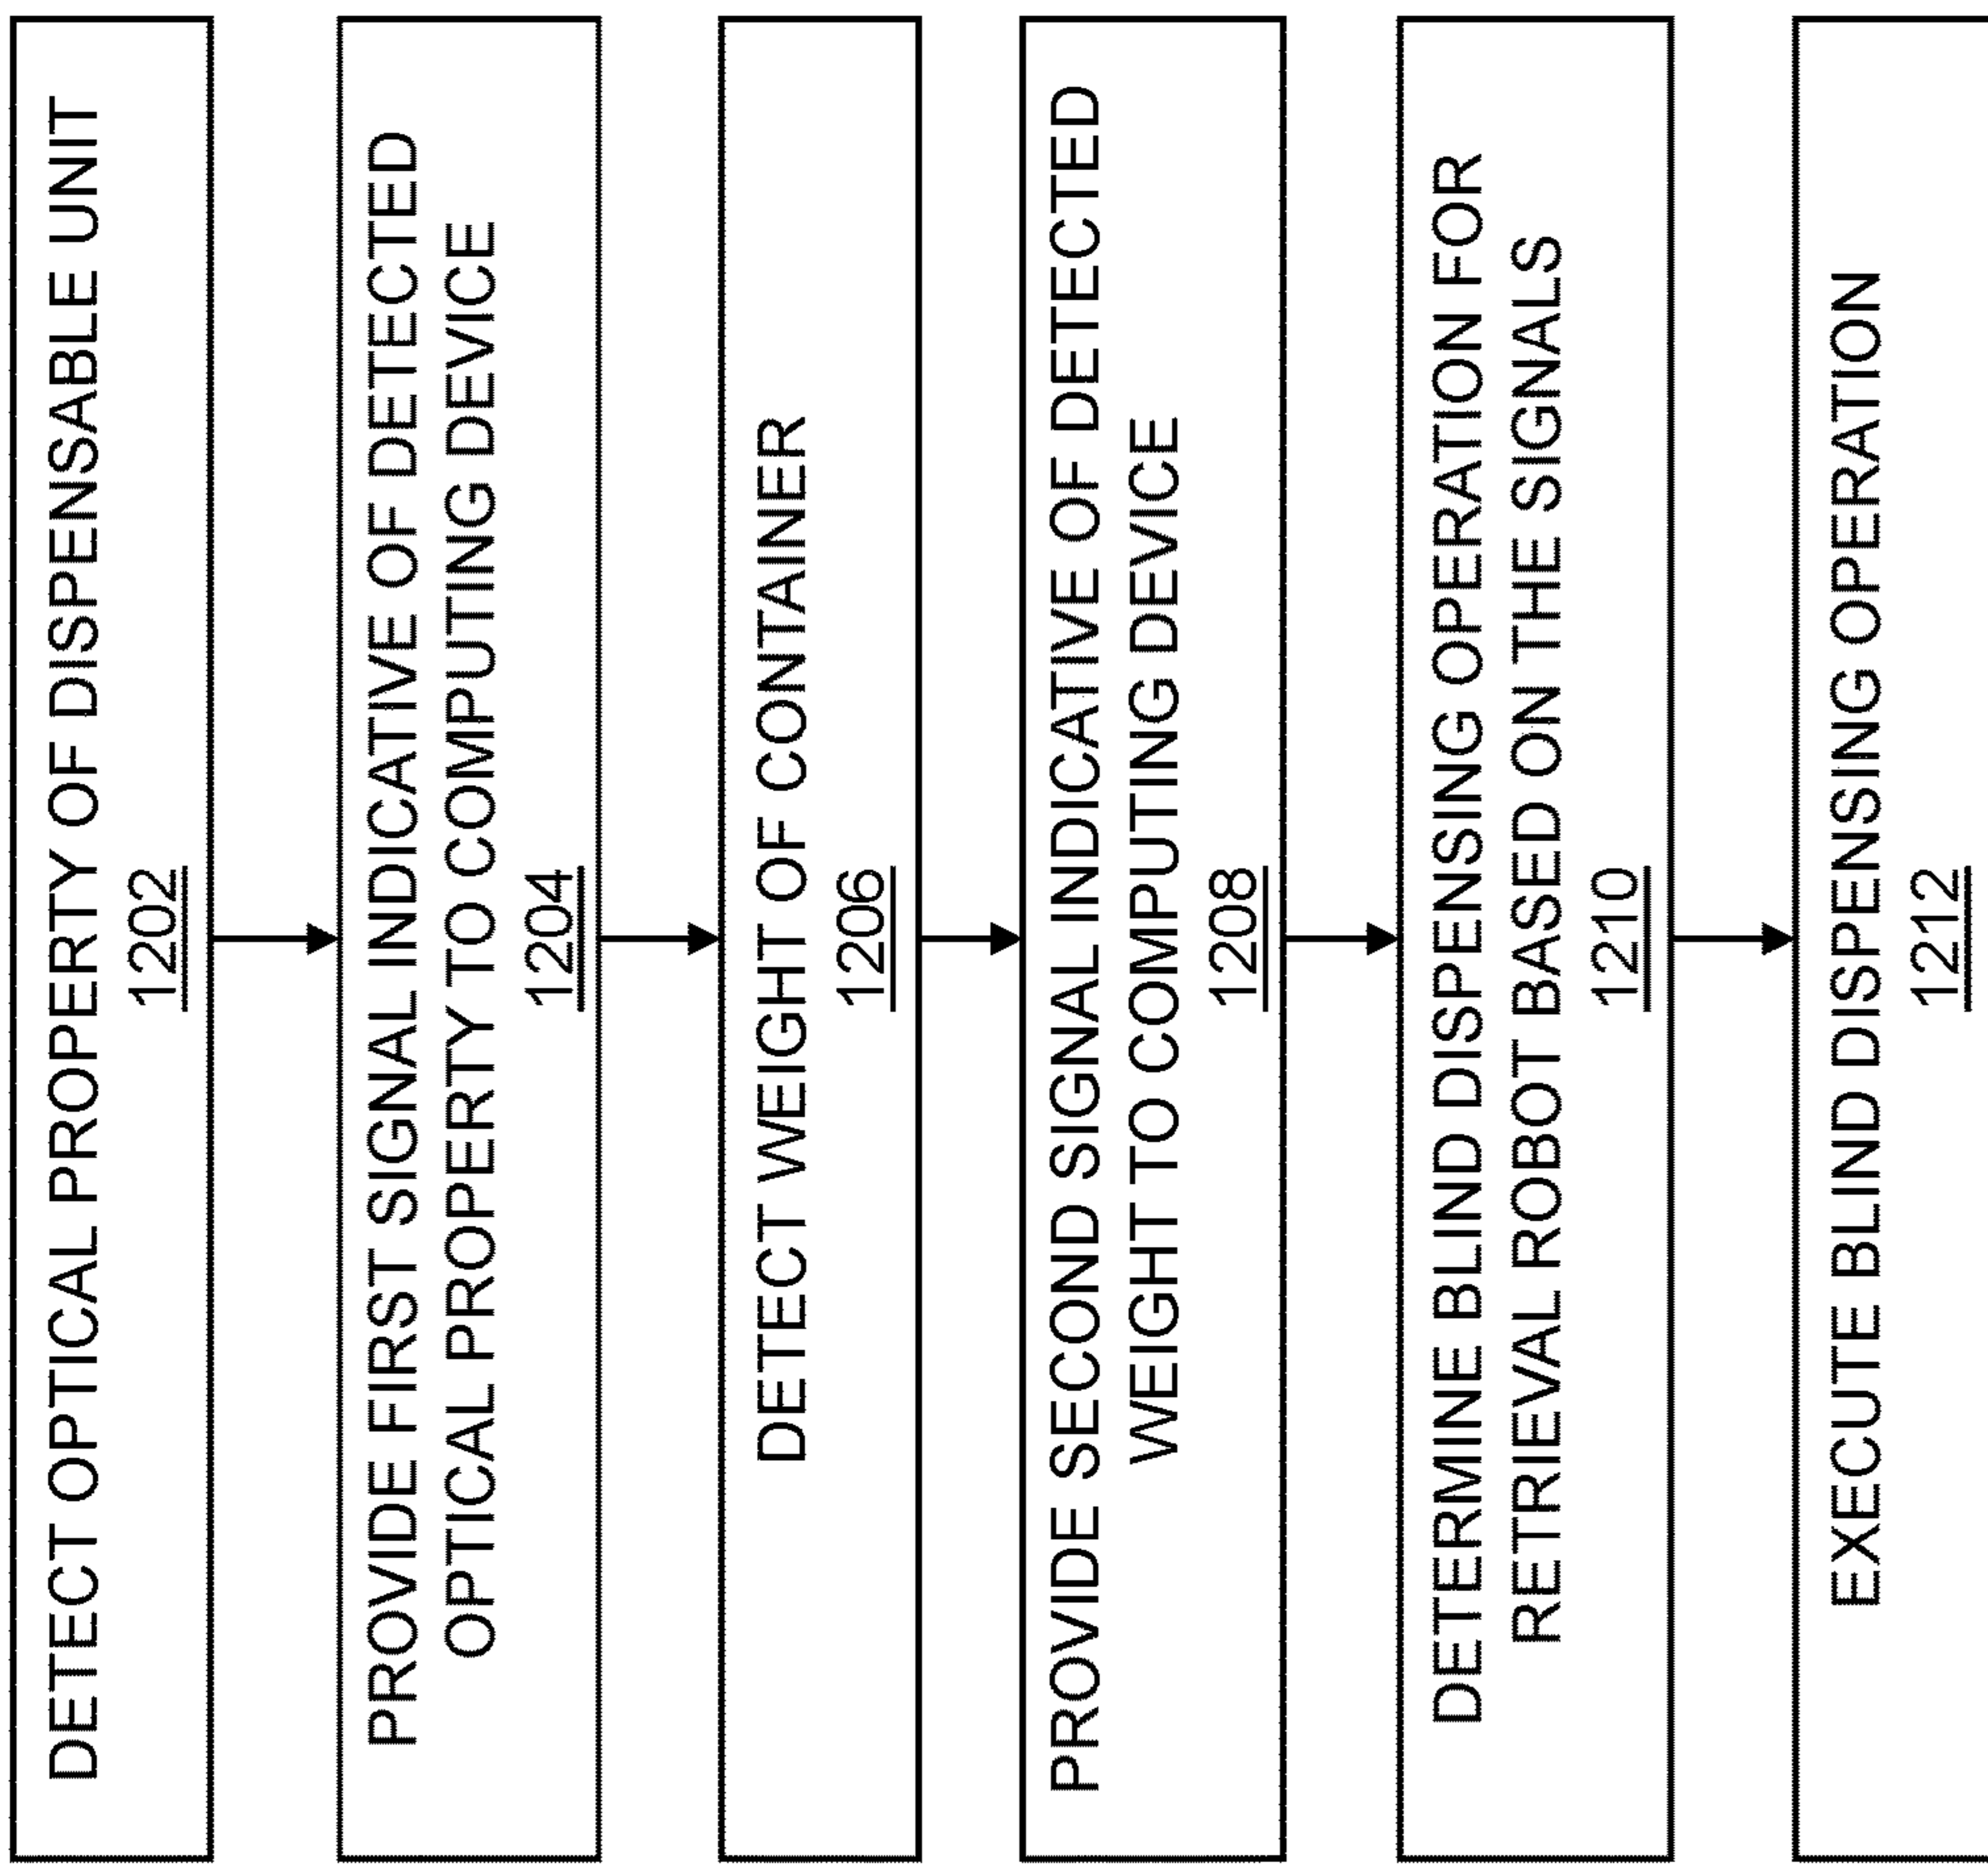 DETECT OPTICAL PROPERTY OF DISPENSABLE UNIT
1202
PROVIDE FIRST SIGNAL INDICATIVE OF DETECTED
OPTICAL PROPERTY TO COMPUTING DEVICE
1204
DETECT WEIGHT OF CONTAINER
1206
PROVIDE SECOND SIGNAL INDICATIVE OF DETECTED
WEIGHT TO COMPUTING DEVICE
1208
DETERMINE BLIND DISPENSING OPERATION FOR
RETRIEVAL ROBOT BASED ON THE SIGNALS
1210
EXECUTE BLIND DISPENSING OPERATION
1212